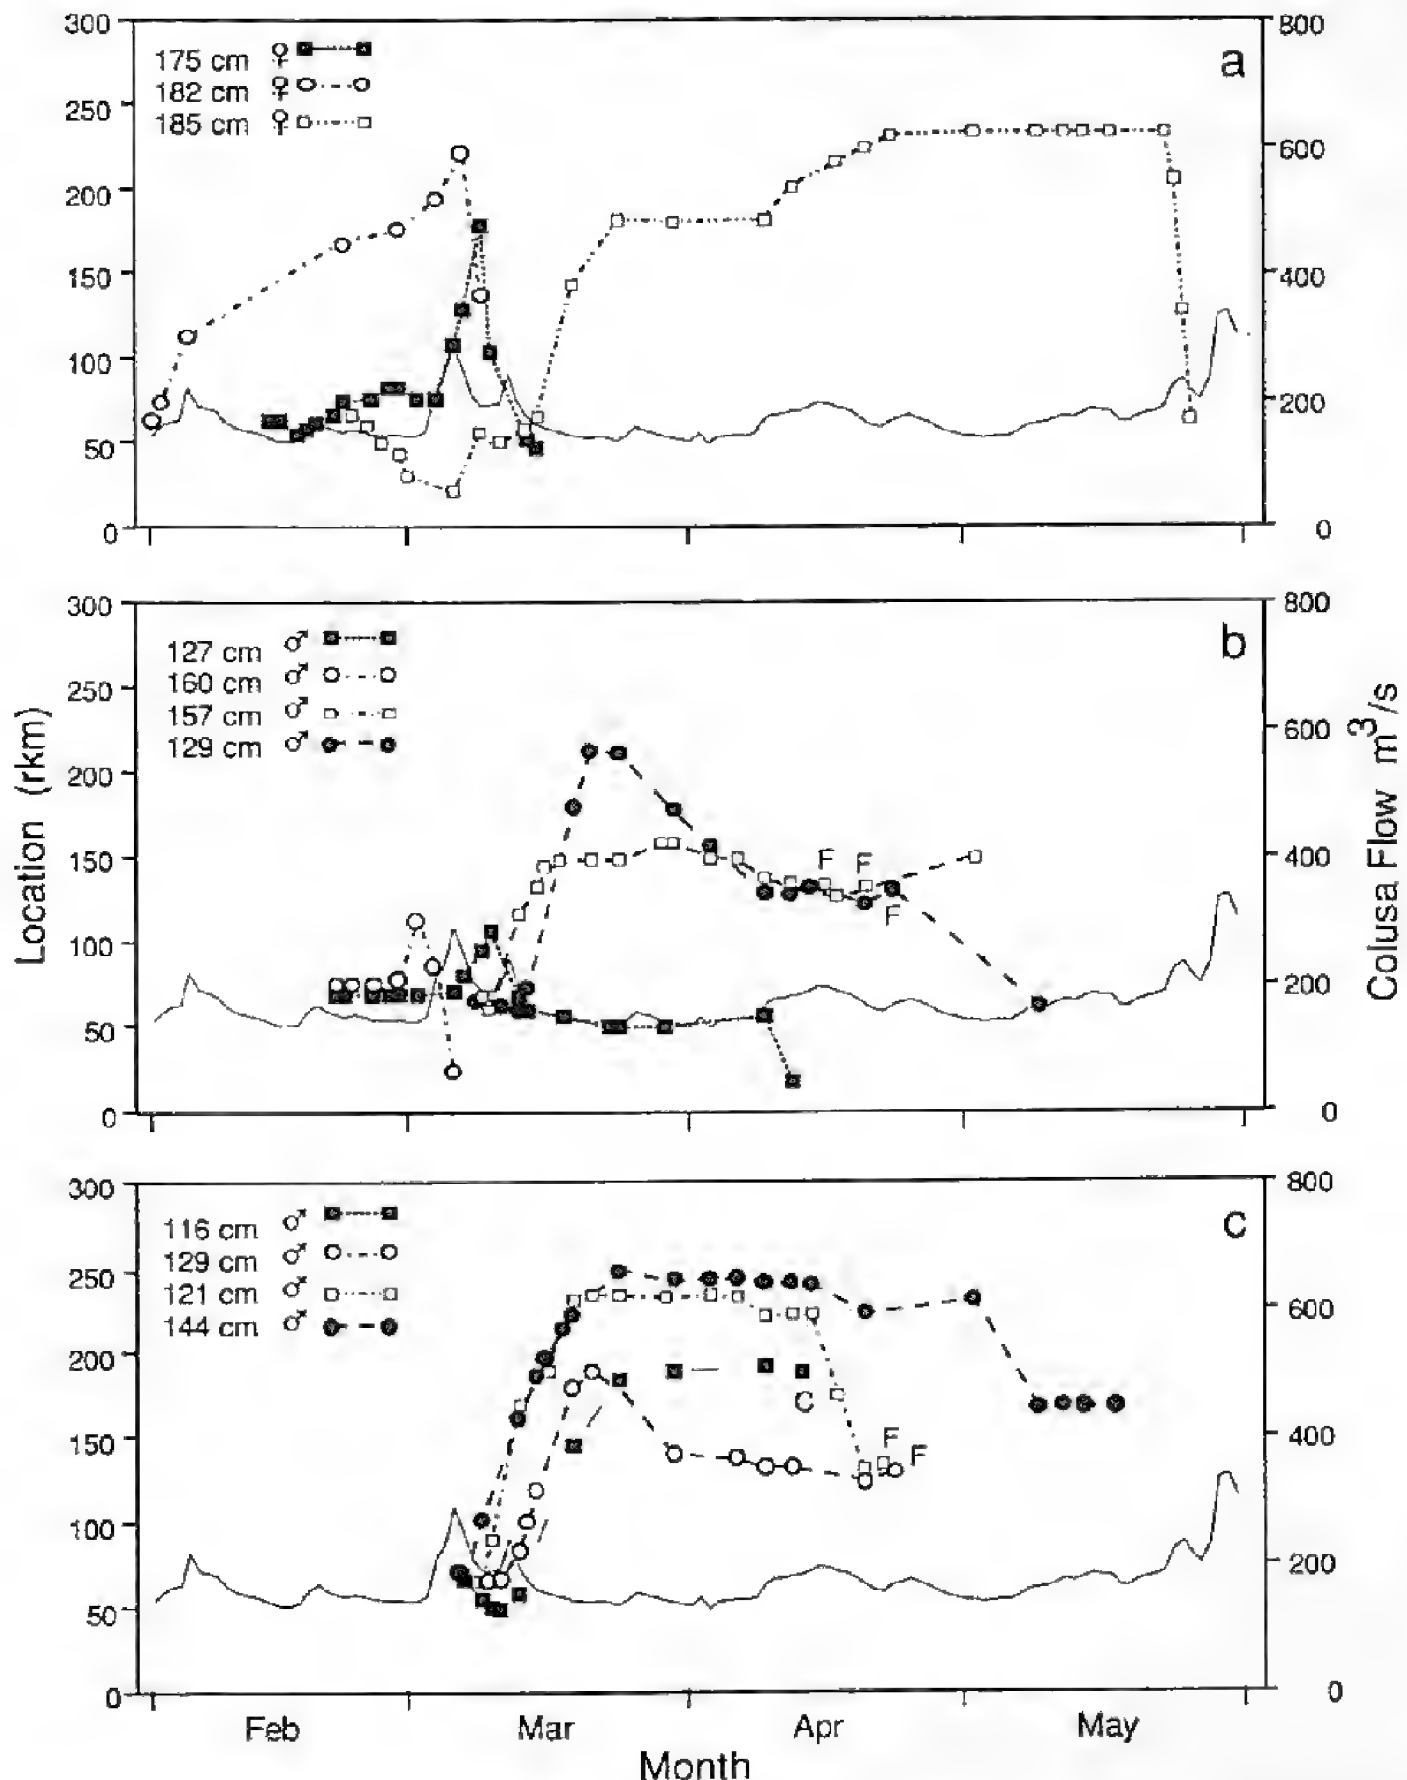 300
800
a
175 cm ♀
182 cm ♀
185 cm ♀
250
600
200
150
400
100
200
50
0
0
300
800
b
127 cm ♂
160 cm ♂
157 cm ♂
129 cm ♂
250
600
200
150
400
F F
F
100
200
50
0
0
Location (rkm)
Colusa Flow m³/s
300
800
c
116 cm ♂
129 cm ♂
121 cm ♂
144 cm ♂
250
600
200
C
150
400
F
F
100
200
50
0
0
Feb Mar Apr May
Month